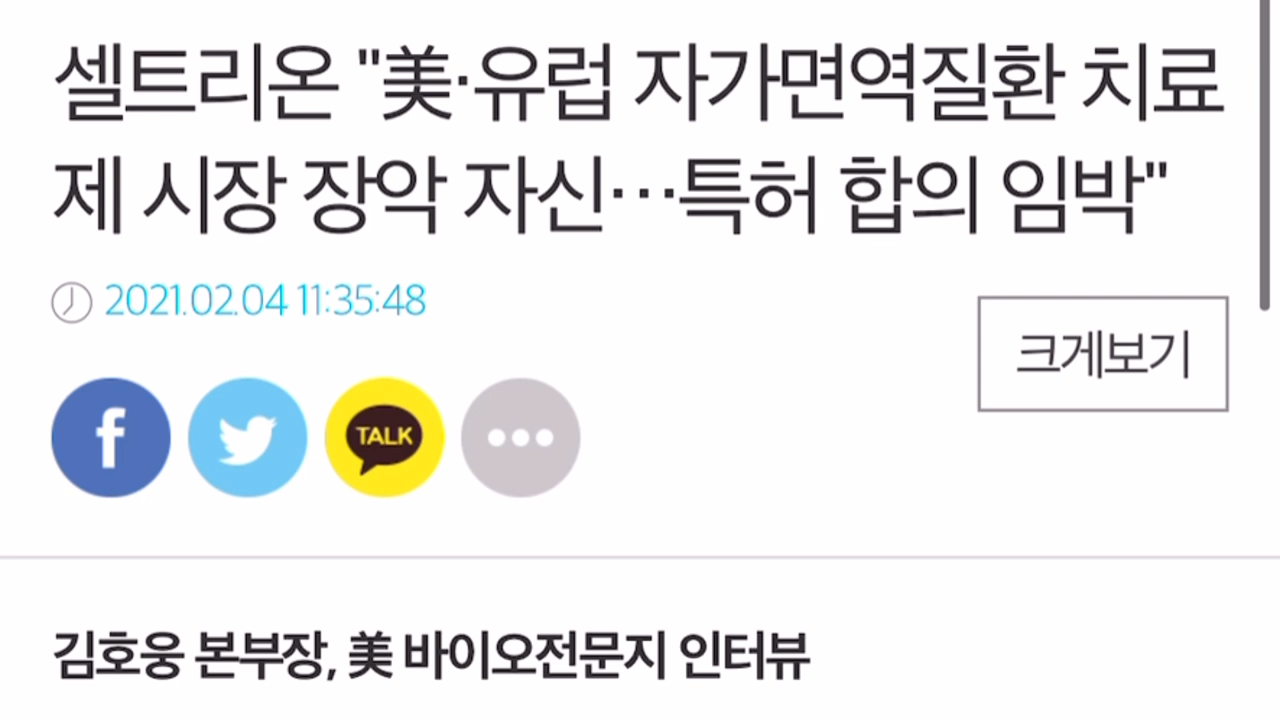 셀트리온 "美·유럽 자가면역질환 치료
제 시장 장악 자신…특허 합의 임박"
2021.02.04 11:35:48
크게보기
f
TALK
김호웅 본부장, 美 바이오전문지 인터뷰